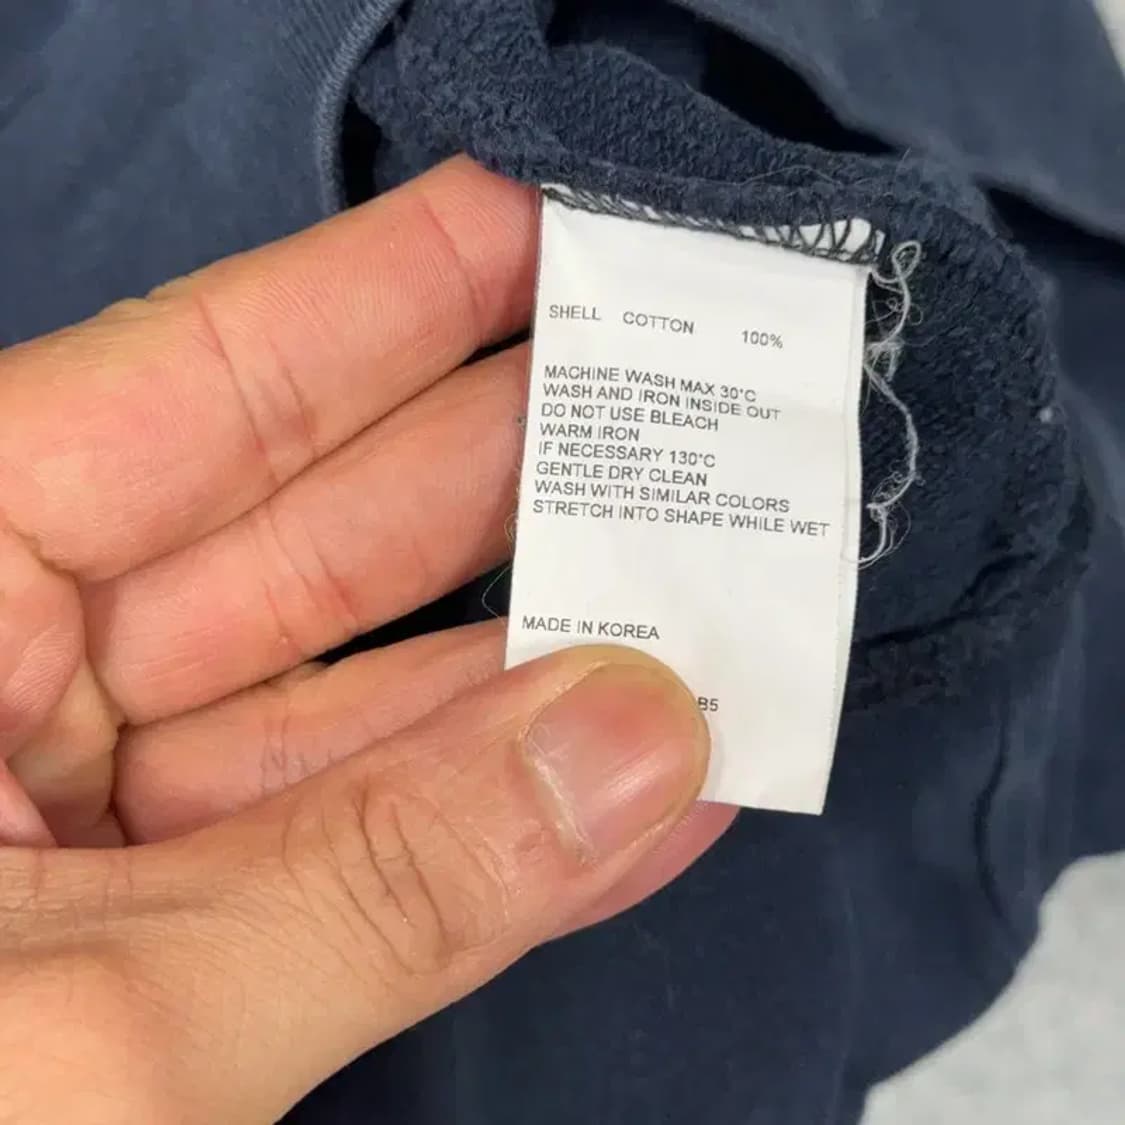 SHELL COTTON 100%
MACHINE WASH MAX 30°C
WASH AND IRON INSIDE OUT
DO NOT USE BLEACH
WARM IRON
IF NECESSARY 130°C
GENTLE DRY CLEAN
WASH WITH SIMILAR COLORS
STRETCH INTO SHAPE WHILE WET
MADE IN KOREA
B5